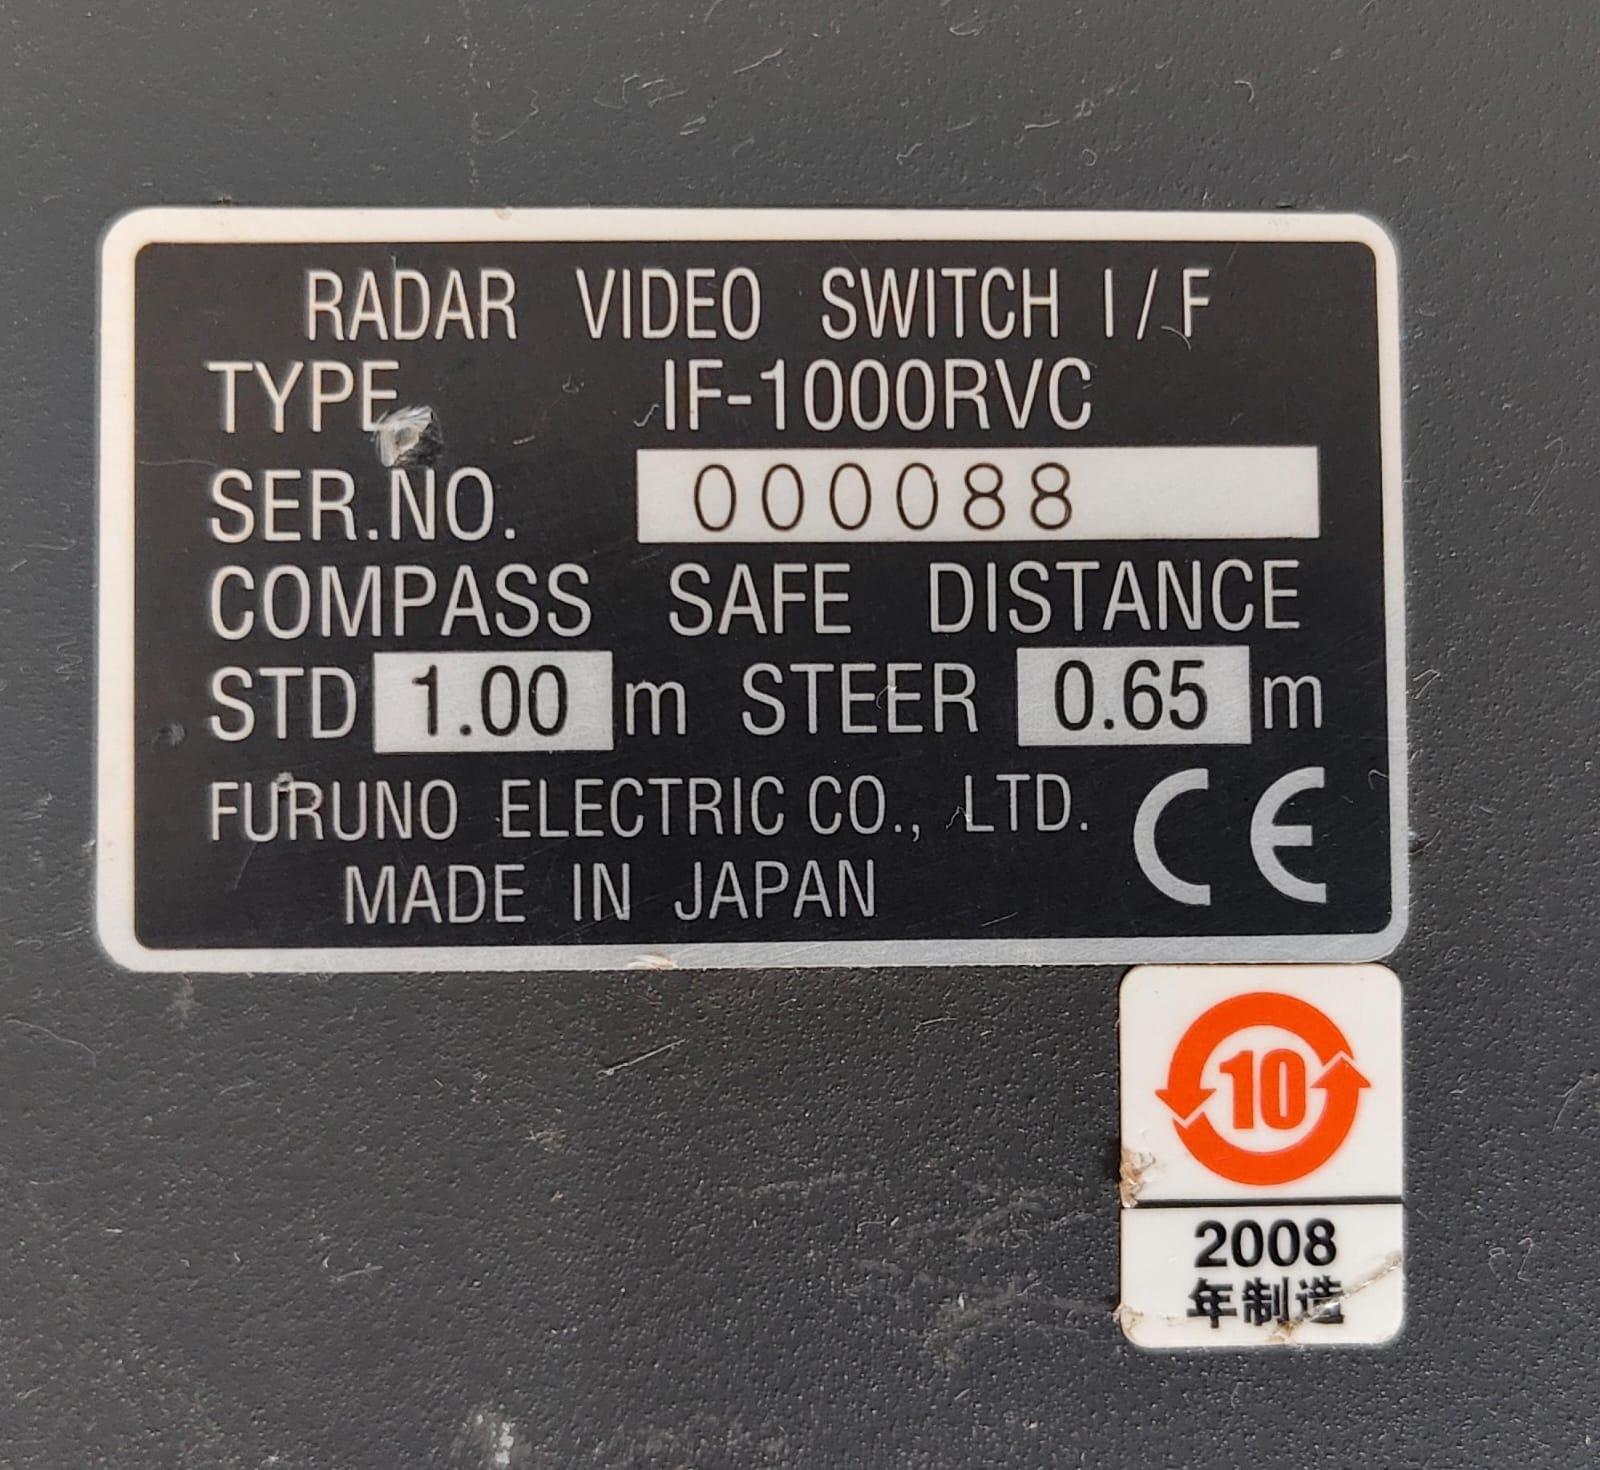 RADAR VIDEO SWITCH I/F
TYPE IF-1000RVC
SER.NO. 000088
COMPASS SAFE DISTANCE
STD 1.00 m STEER 0.65 m
FURUNO ELECTRIC CO., LTD. CE
MADE IN JAPAN
10
2008
年制造